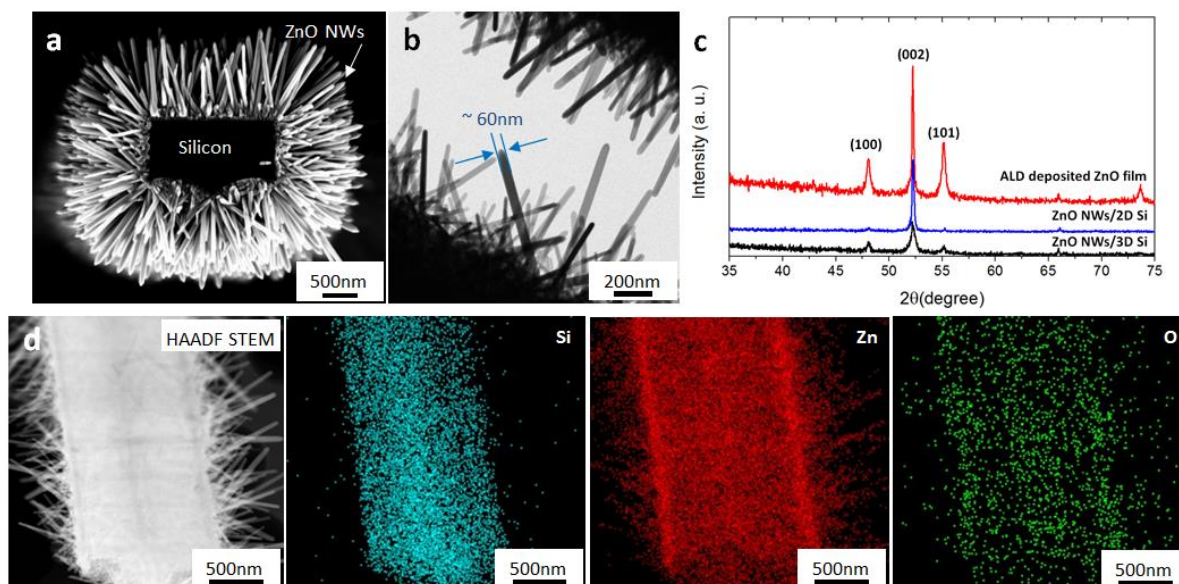 a
ZnO NWs
Silicon
500nm
b
~ 60nm
200nm
c
Intensity (a. u.)
(100)
(002)
(101)
ALD deposited ZnO film
ZnO NWs/2D Si
ZnO NWs/3D Si
35 40 45 50 55 60 65 70 75
2θ(degree)
d
HAADF STEM
500nm
Si
500nm
Zn
500nm
O
500nm